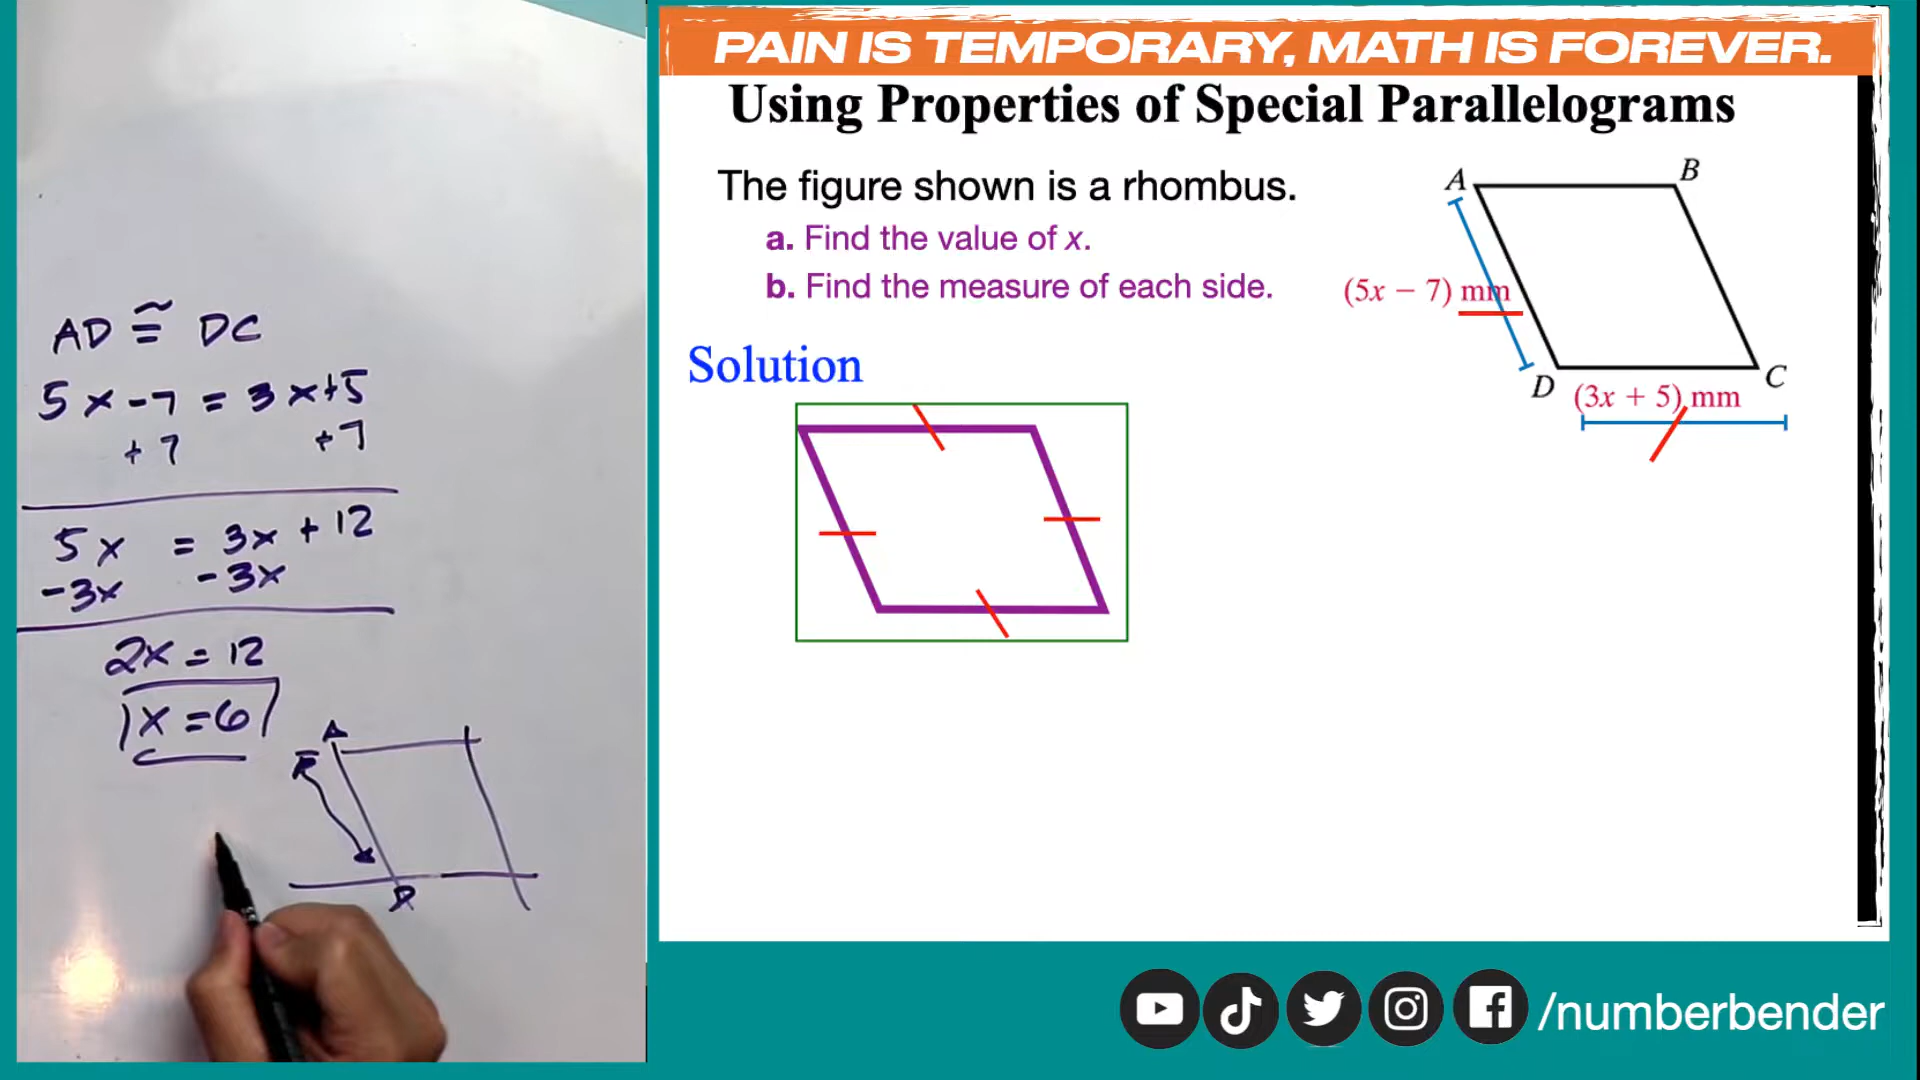 PAIN IS TEMPORARY, MATH IS FOREVER.
Using Properties of Special Parallelograms
The figure shown is a rhombus.
a. Find the value of x.
b. Find the measure of each side.
A
B
(5x − 7) mm
D
C
(3x + 5) mm
Solution
AD ≅ DC
5x - 7 = 3x + 5
+ 7 + 7
5x = 3x + 12
-3x -3x
2x = 12
x = 6
A
D
/numberbender